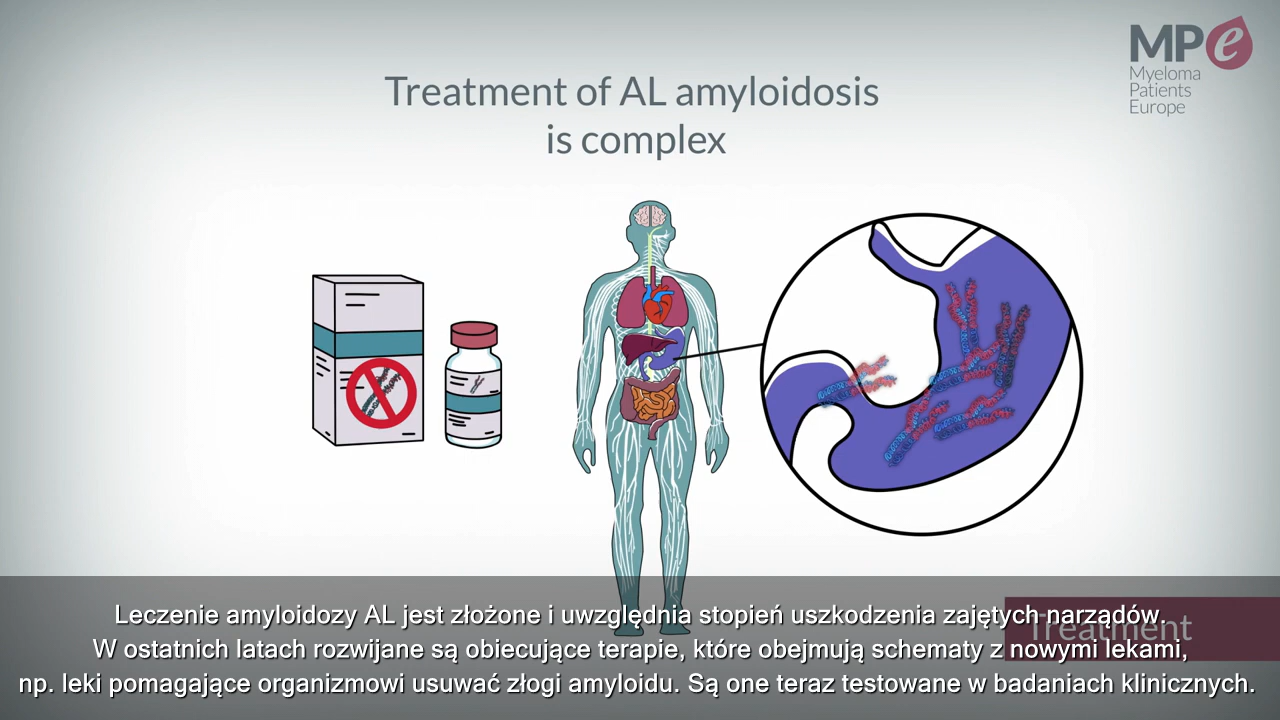 MPe
Myeloma
Patients
Europe
Treatment of AL amyloidosis
is complex
Treatment
Leczenie amyloidozy AL jest złożone i uwzględnia stopień uszkodzenia zajętych narządów.
W ostatnich latach rozwijane są obiecujące terapie, które obejmują schematy z nowymi lekami,
np. leki pomagające organizmowi usuwać złogi amyloidu. Są one teraz testowane w badaniach klinicznych.